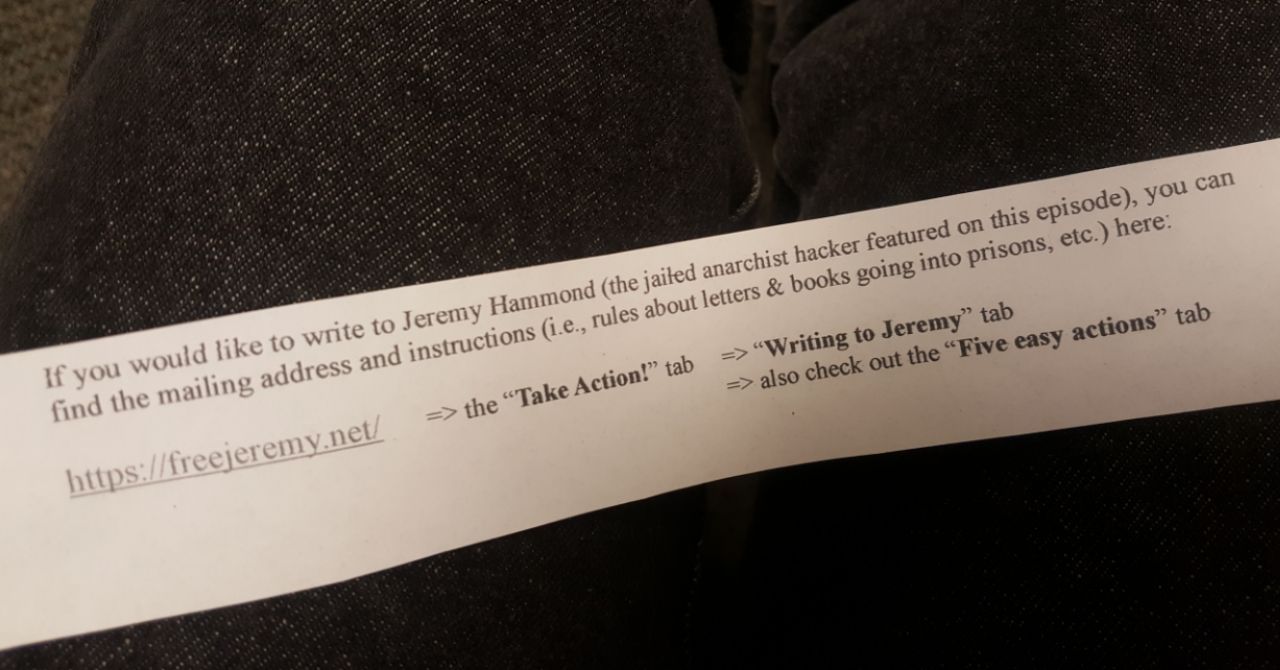 If you would like to write to Jeremy Hammond (the jailed anarchist hacker featured on this episode), you can
find the mailing address and instructions (i.e., rules about letters & books going into prisons, etc.) here:
https://freejeremy.net/ => the “Take Action!” tab => “Writing to Jeremy” tab
=> also check out the “Five easy actions” tab